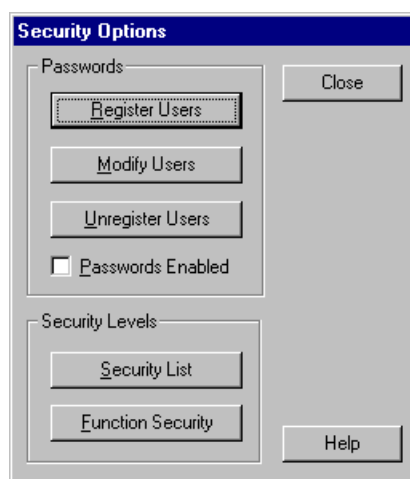 Security Options
Passwords
Close
Register Users
Modify Users
Unregister Users
Passwords Enabled
Security Levels
Security List
Function Security
Help